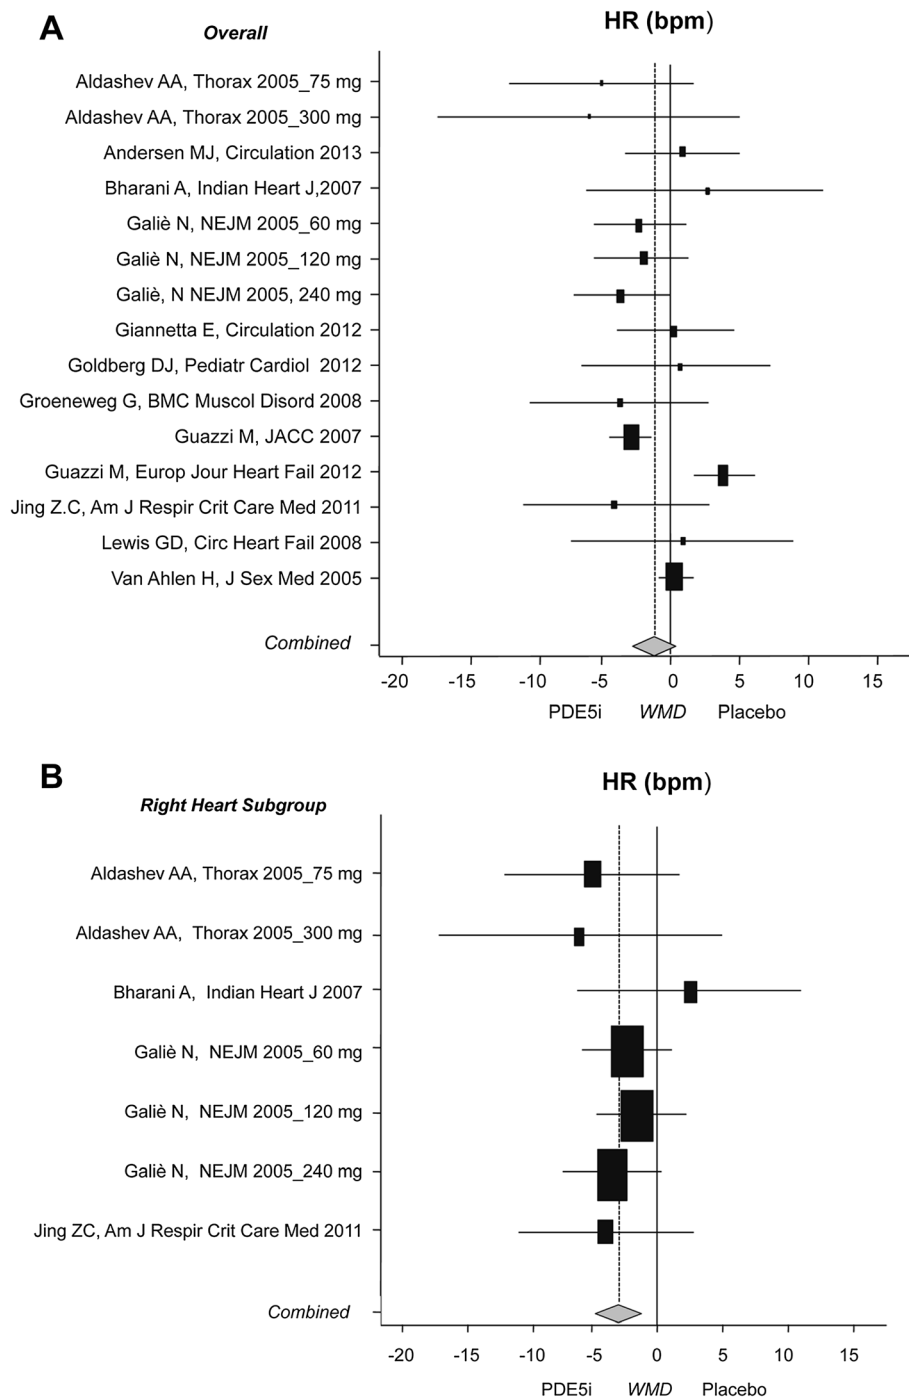 A
HR (bpm)
Overall
Aldashev AA, Thorax 2005_75 mg
Aldashev AA, Thorax 2005_300 mg
Andersen MJ, Circulation 2013
Bharani A, Indian Heart J,2007
Galiè N, NEJM 2005_60 mg
Galiè N, NEJM 2005_120 mg
Galiè, N NEJM 2005, 240 mg
Giannetta E, Circulation 2012
Goldberg DJ, Pediatr Cardiol 2012
Groeneweg G, BMC Muscol Disord 2008
Guazzi M, JACC 2007
Guazzi M, Europ Jour Heart Fail 2012
Jing Z.C, Am J Respir Crit Care Med 2011
Lewis GD, Circ Heart Fail 2008
Van Ahlen H, J Sex Med 2005
Combined
-20 -15 -10 -5 0 5 10 15
PDE5i WMD Placebo
B
HR (bpm)
Right Heart Subgroup
Aldashev AA, Thorax 2005_75 mg
Aldashev AA, Thorax 2005_300 mg
Bharani A, Indian Heart J 2007
Galiè N, NEJM 2005_60 mg
Galiè N, NEJM 2005_120 mg
Galiè N, NEJM 2005_240 mg
Jing ZC, Am J Respir Crit Care Med 2011
Combined
-20 -15 -10 -5 0 5 10 15
PDE5i WMD Placebo